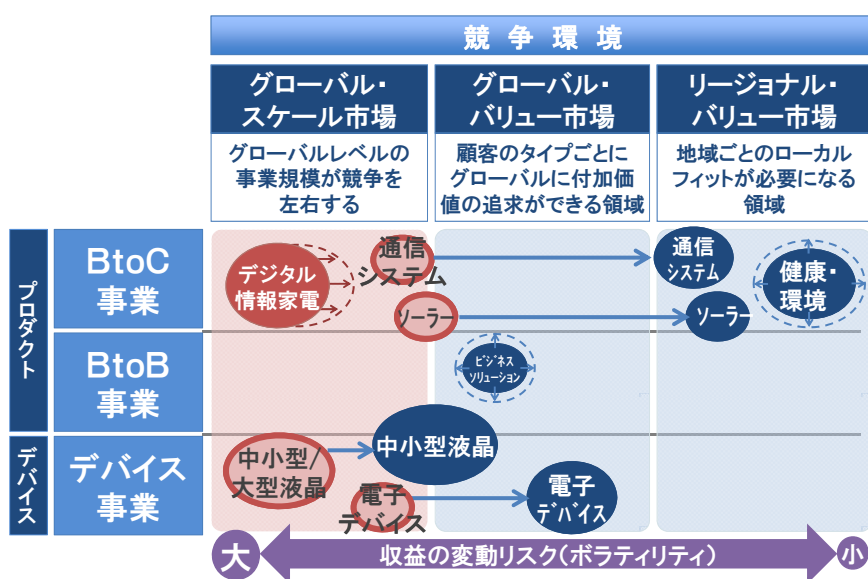 競争環境
グローバル・
スケール市場
グローバル・
バリュー市場
リージョナル・
バリュー市場
グローバルレベルの
事業規模が競争を
左右する
顧客のタイプごとに
グローバルに付加価
値の追求ができる領域
地域ごとのローカル
フィットが必要になる
領域
プロダクト
BtoC
事業
デジタル
情報家電
通信
システム
ソーラー
通信
システム
ソーラー
健康・
環境
BtoB
事業
ビジネス
ソリューション
デバイス
デバイス
事業
中小型/
大型液晶
中小型液晶
電子
デバイス
電子
デバイス
大
収益の変動リスク(ボラティリティ)
小